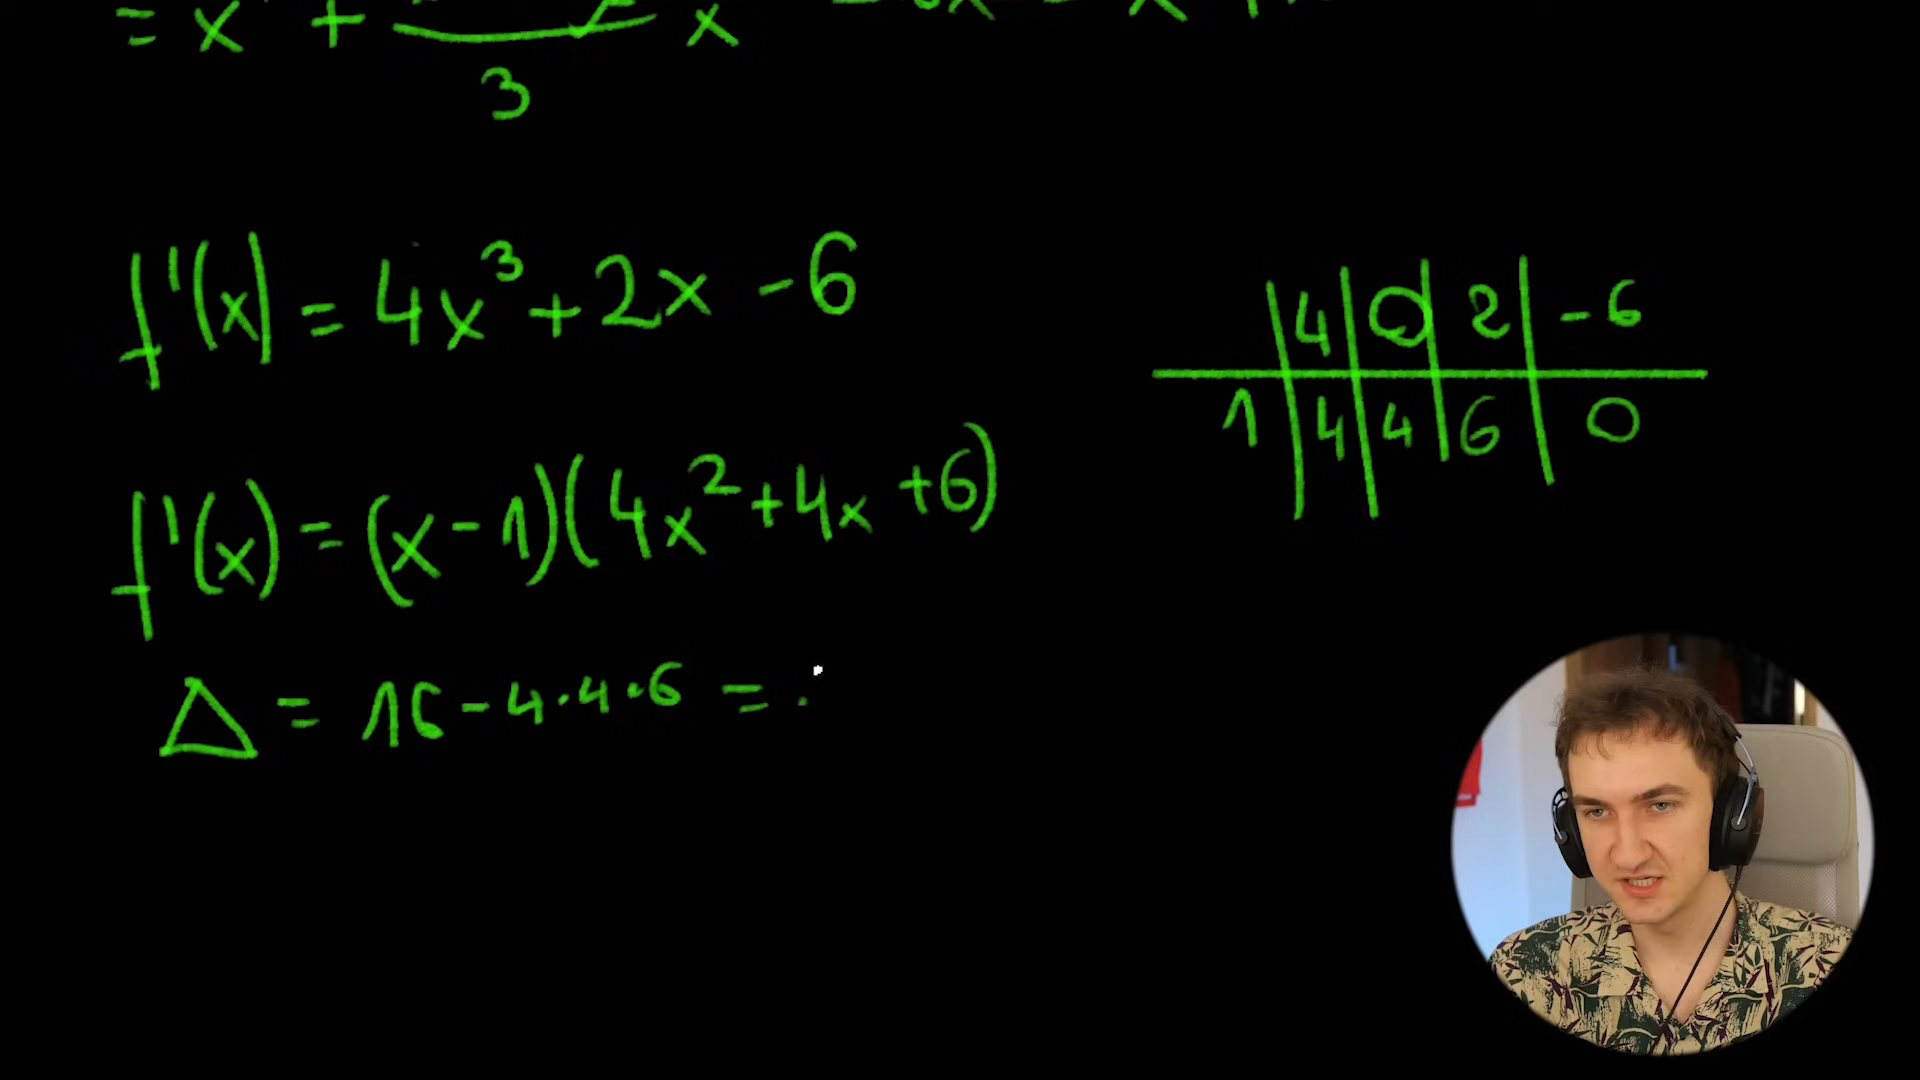 = x + x
3
f'(x) = 4x³ + 2x - 6
4 | 0 | 2 | -6
1 | 4 | 4 | 6 | 0
f'(x) = (x - 1)(4x² + 4x + 6)
Δ = 16 - 4·4·6 =